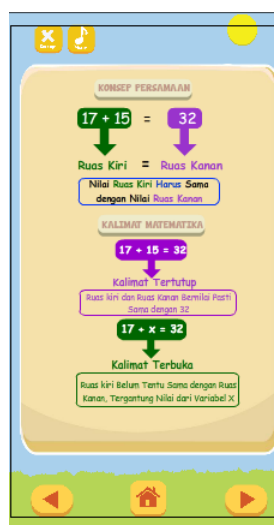 KONSEP PERSAMAAN
17 + 15 = 32
Ruas Kiri = Ruas Kanan
Nilai Ruas Kiri Harus Sama
dengan Nilai Ruas Kanan
KALIMAT MATEMATIKA
17 + 15 = 32
Kalimat Tertutup
Ruas kiri dan Ruas Kanan Bernilai Pasti
Sama dengan 32
17 + x = 32
Kalimat Terbuka
Ruas kiri Belum Tentu Sama dengan Ruas
Kanan, Tergantung Nilai dari Variabel X